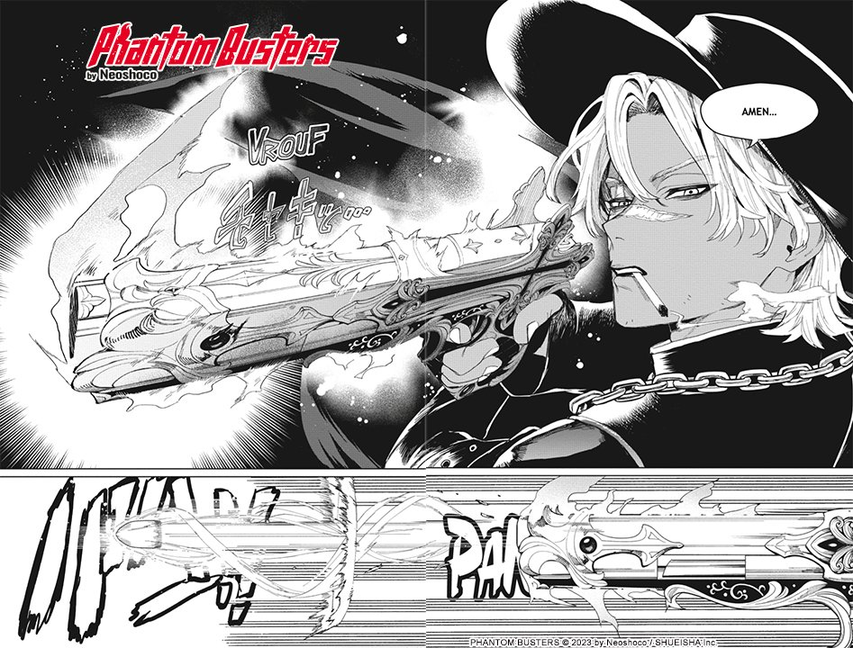 Phantom Busters
by Neoshoco
AMEN...
VROUF
PAN
PHANTOM BUSTERS © 2023 by Neoshoco / SHUEISHA Inc.